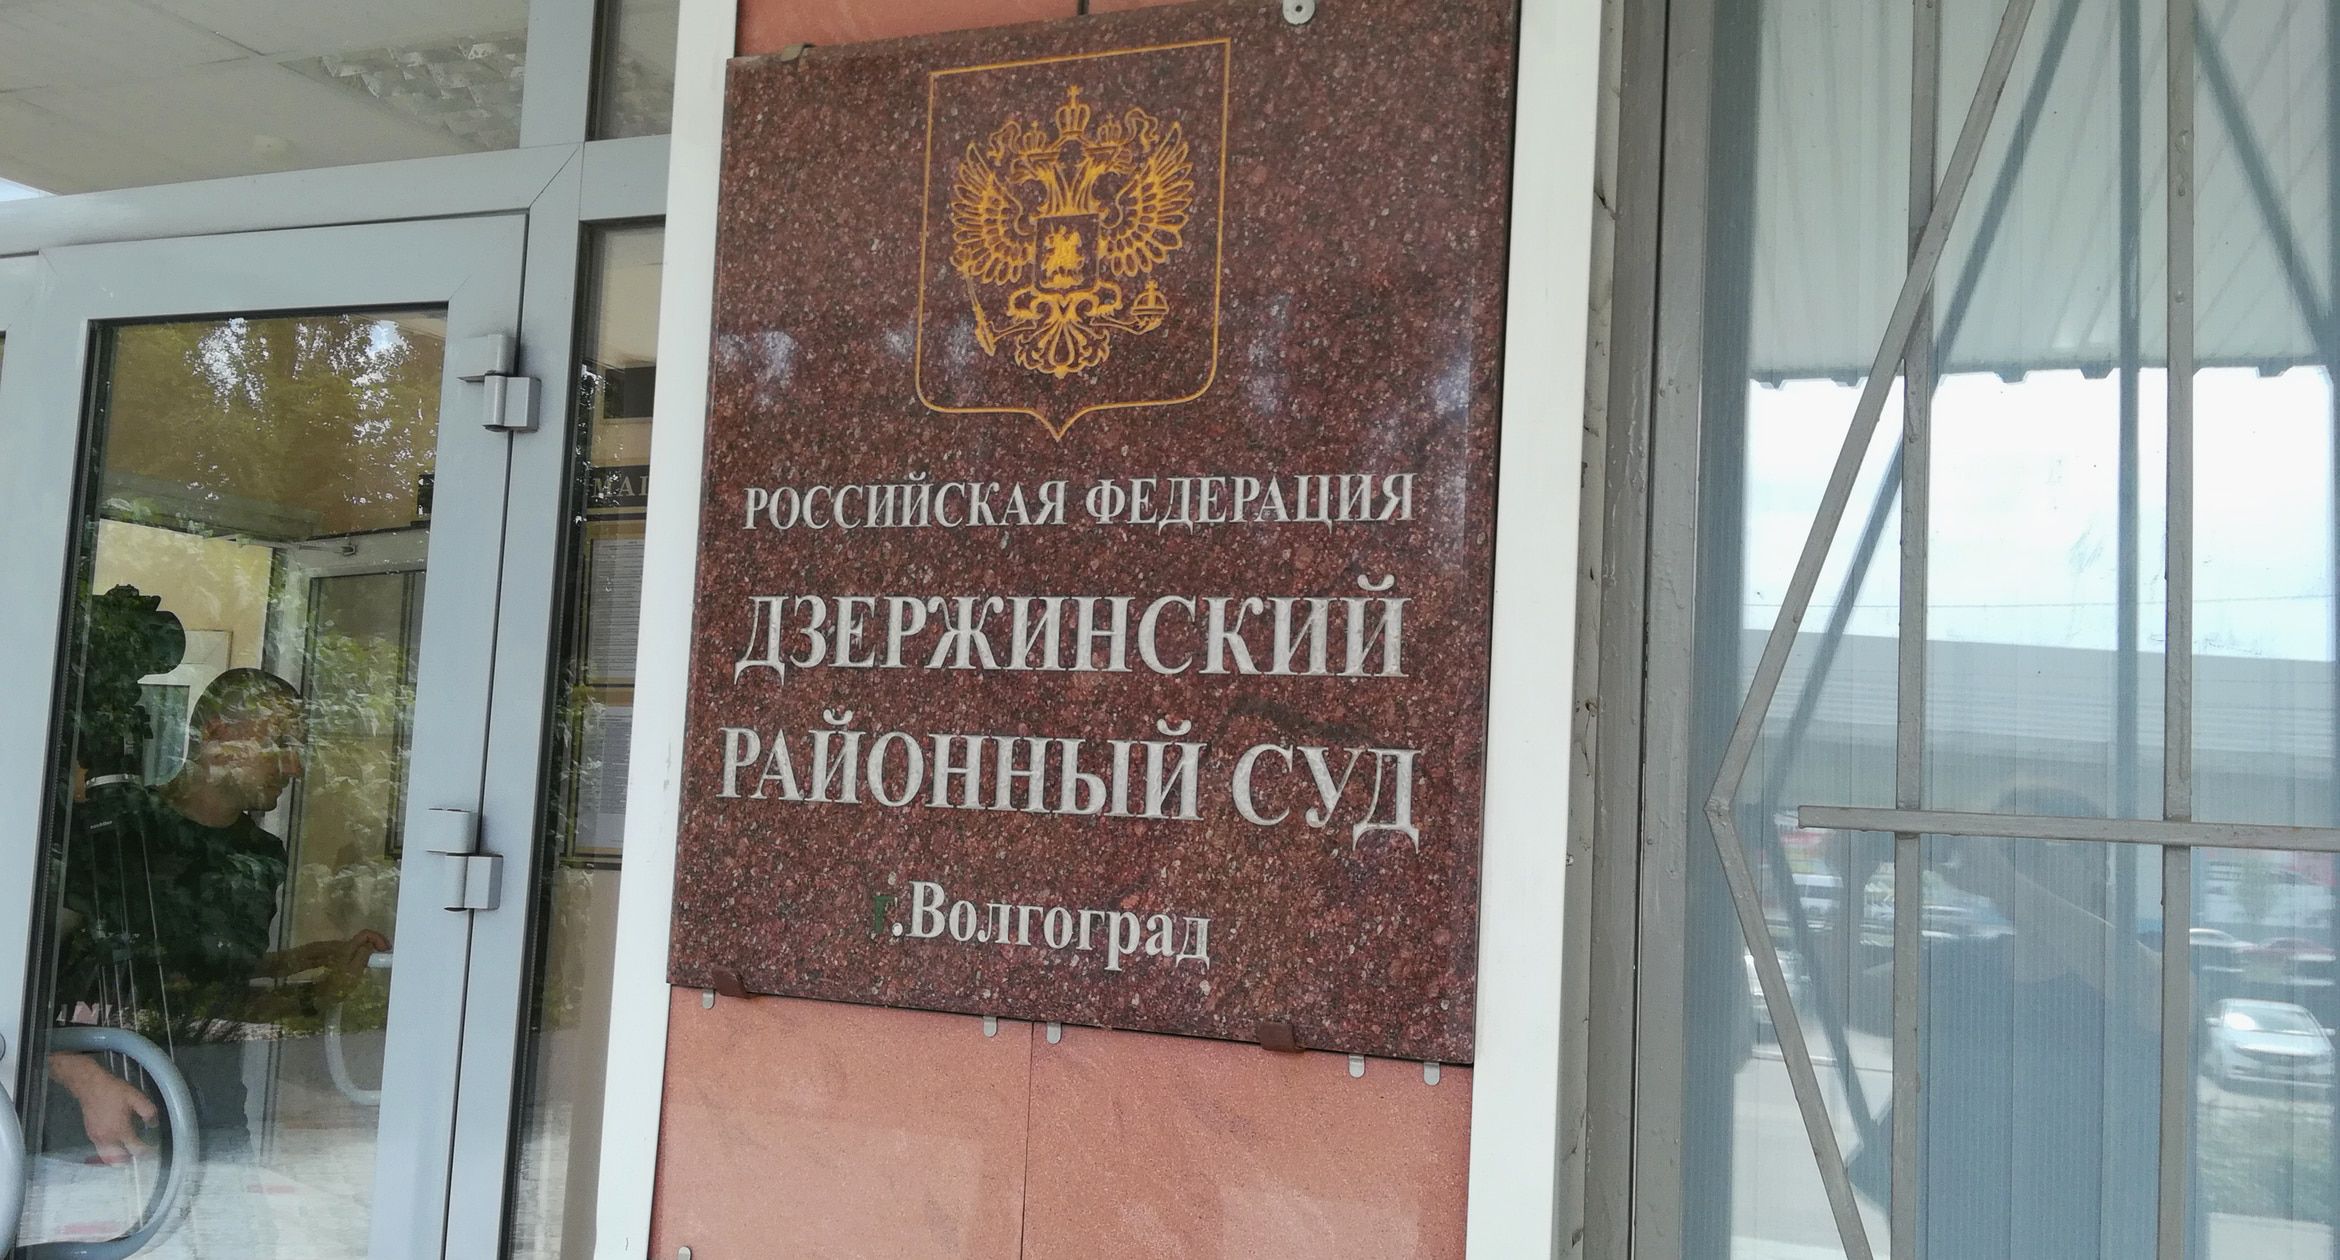 РОССИЙСКАЯ ФЕДЕРАЦИЯ
ДЗЕРЖИНСКИЙ
РАЙОННЫЙ СУД
г.Волгоград